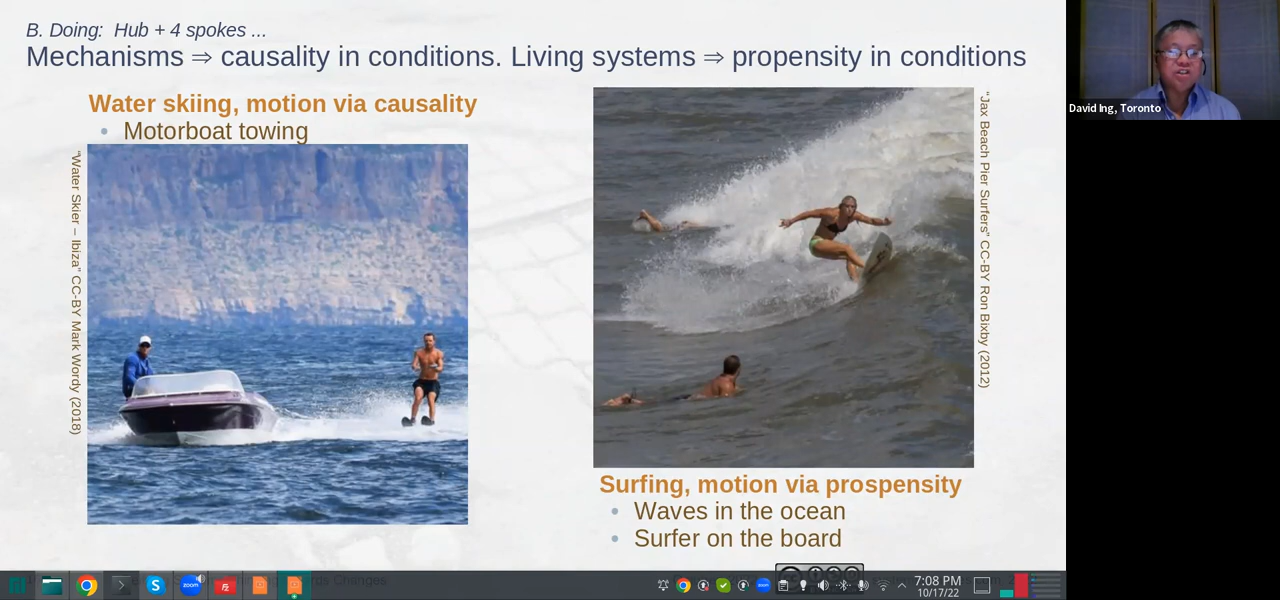 B. Doing: Hub + 4 spokes ...
Mechanisms ⇒ causality in conditions. Living systems ⇒ propensity in conditions
Water skiing, motion via causality
• Motorboat towing
"Water Skier – Ibiza" CC-BY Mark Wordy (2018)
"Jax Beach Pier Surfers" CC-BY Ron Bixby (2012)
Surfing, motion via prospensity
• Waves in the ocean
• Surfer on the board
David Ing, Toronto
zoom
7:08 PM
10/17/22